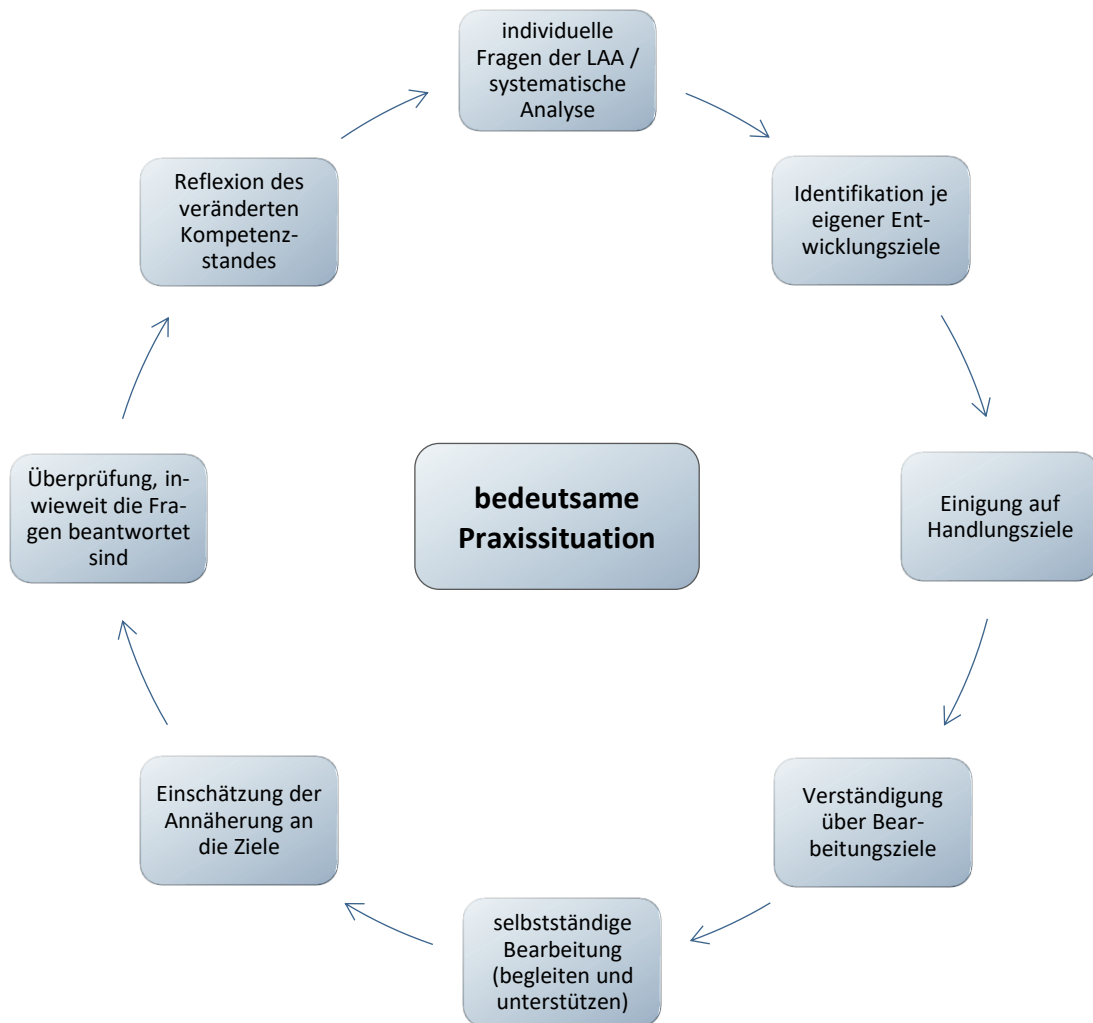 individuelle
Fragen der LAA /
systematische
Analyse
Identifikation je
eigener Ent-
wicklungsziele
Einigung auf
Handlungsziele
Verständigung
über Bear-
beitungsziele
selbstständige
Bearbeitung
(begleiten und
unterstützen)
Einschätzung der
Annäherung an
die Ziele
Überprüfung, in-
wieweit die Fra-
gen beantwortet
sind
Reflexion des
veränderten
Kompetenz-
standes
bedeutsame
Praxissituation